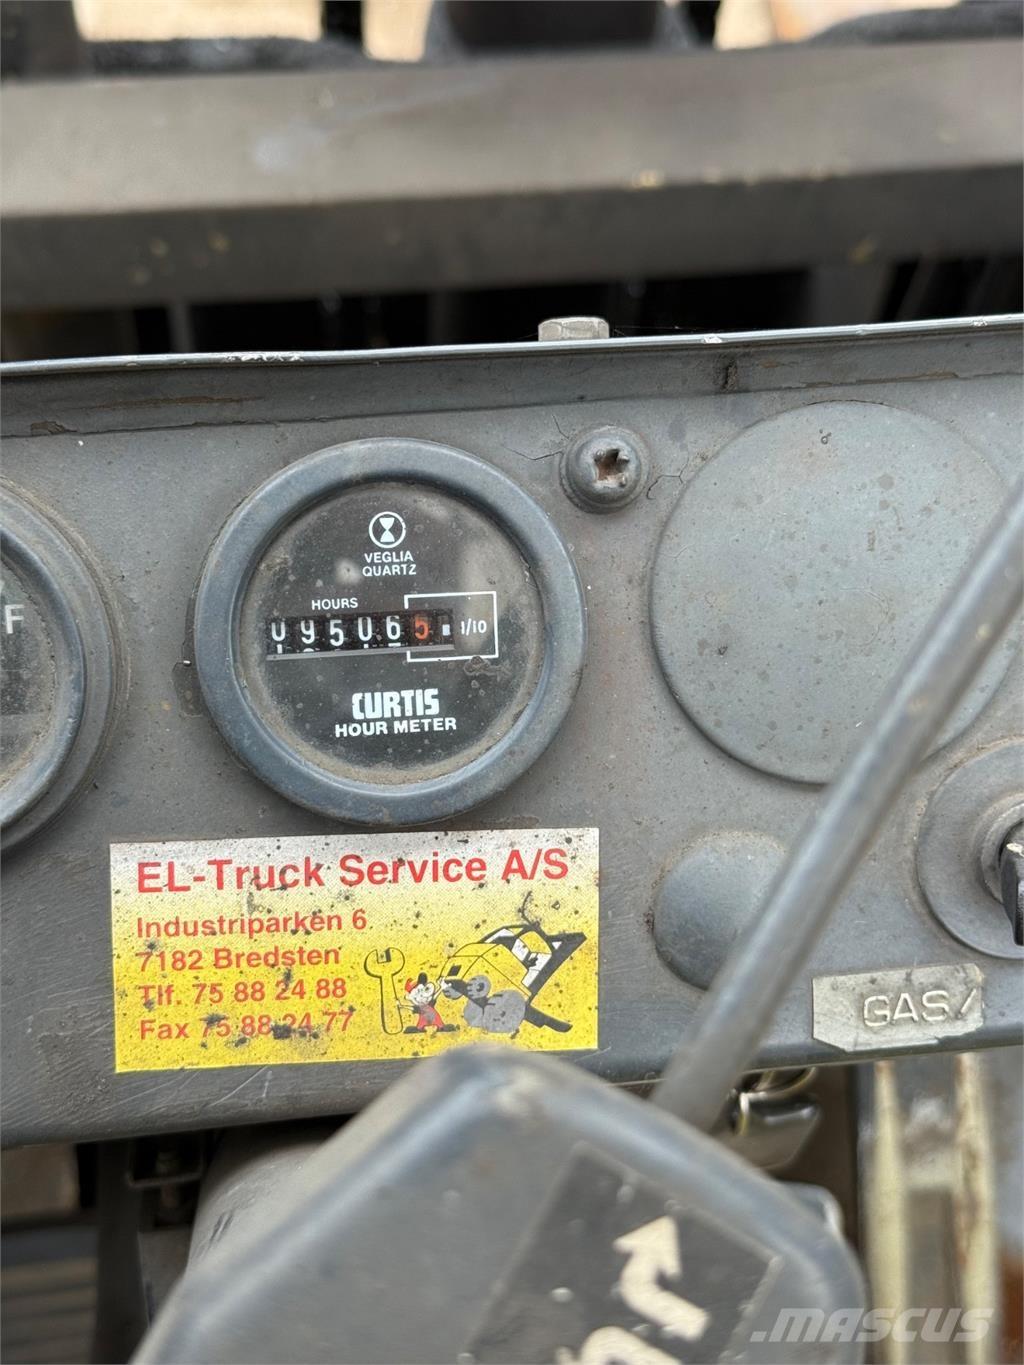 F
VEGLIA
QUARTZ
HOURS
095065 1/10
CURTIS
HOUR METER
EL-Truck Service A/S
Industriparken 6
7182 Bredsten
Tlf. 75 88 24 88
Fax 75 88 24 77
GAS/
MASCUS